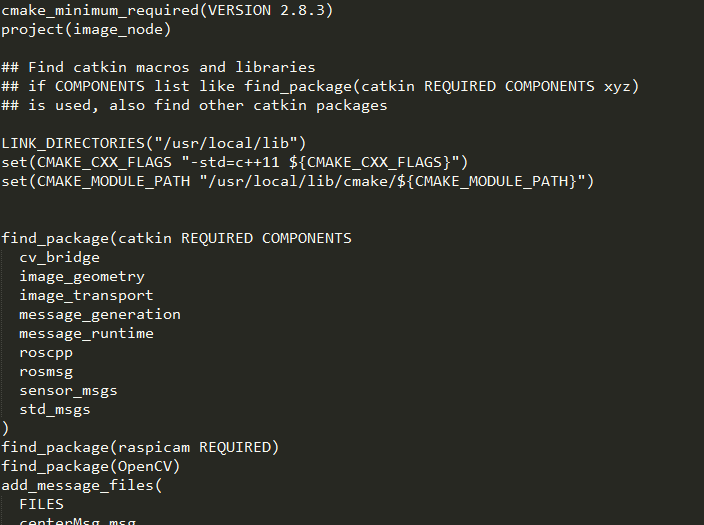 cmake_minimum_required(VERSION 2.8.3)
project(image_node)
## Find catkin macros and libraries
## if COMPONENTS list like find_package(catkin REQUIRED COMPONENTS xyz)
## is used, also find other catkin packages
LINK_DIRECTORIES("/usr/local/lib")
set(CMAKE_CXX_FLAGS "-std=c++11 ${CMAKE_CXX_FLAGS}")
set(CMAKE_MODULE_PATH "/usr/local/lib/cmake/${CMAKE_MODULE_PATH}")
find_package(catkin REQUIRED COMPONENTS
  cv_bridge
  image_geometry
  image_transport
  message_generation
  message_runtime
  roscpp
  rosmsg
  sensor_msgs
  std_msgs
)
find_package(raspicam REQUIRED)
find_package(OpenCV)
add_message_files(
  FILES
  centerMsg.msg